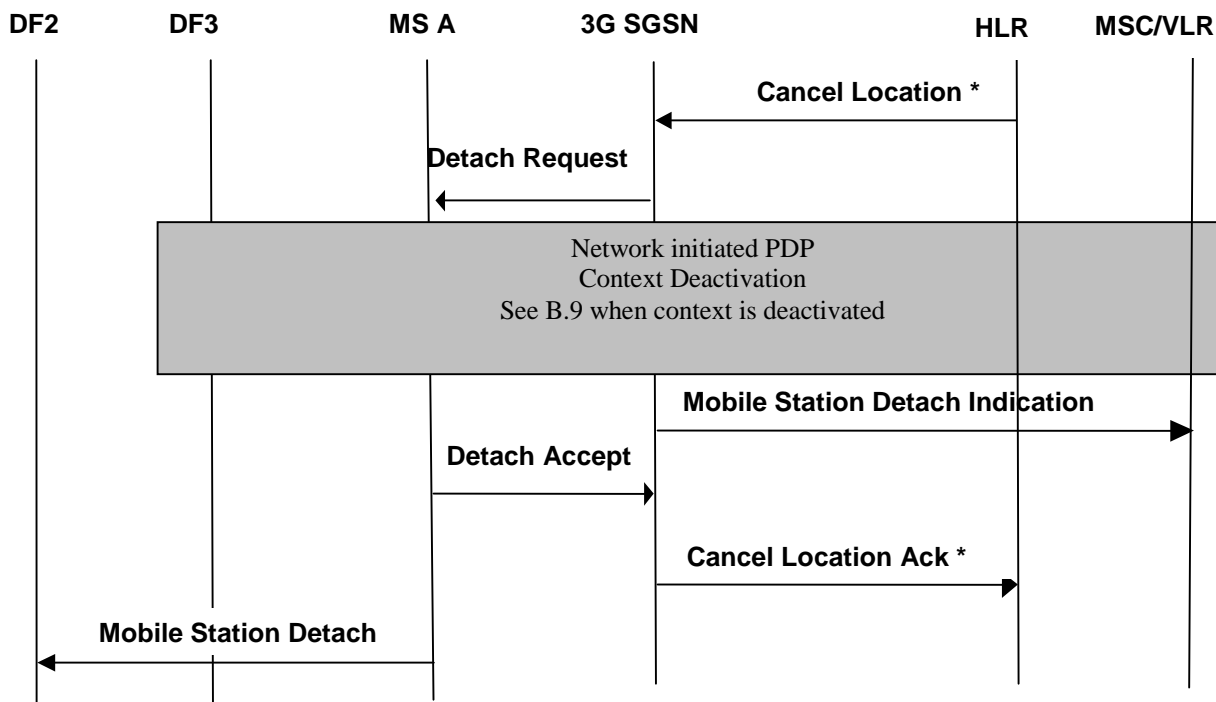 DF2 DF3 MS A 3G SGSN HLR MSC/VLR
Cancel Location *
Detach Request
Network initiated PDP
Context Deactivation
See B.9 when context is deactivated
Mobile Station Detach Indication
Detach Accept
Cancel Location Ack *
Mobile Station Detach